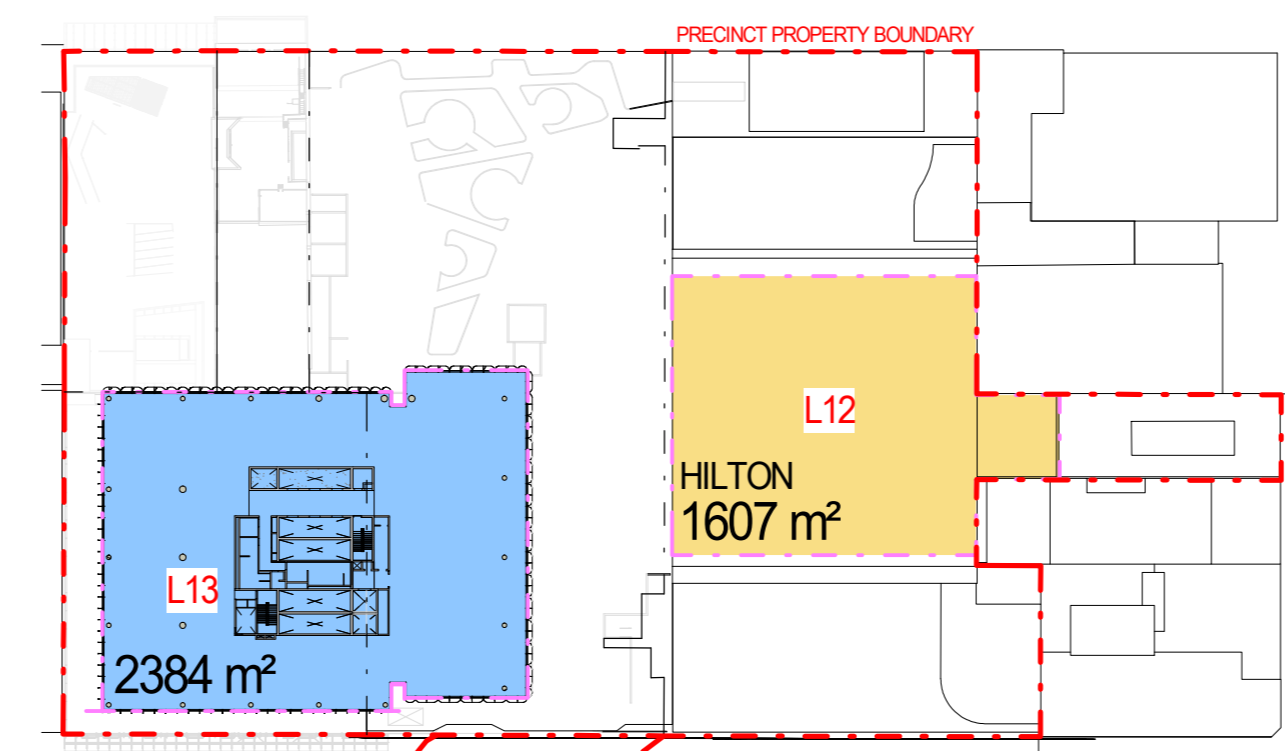 PRECINCT PROPERTY BOUNDARY
L12
HILTON
1607 m²
L13
2384 m²